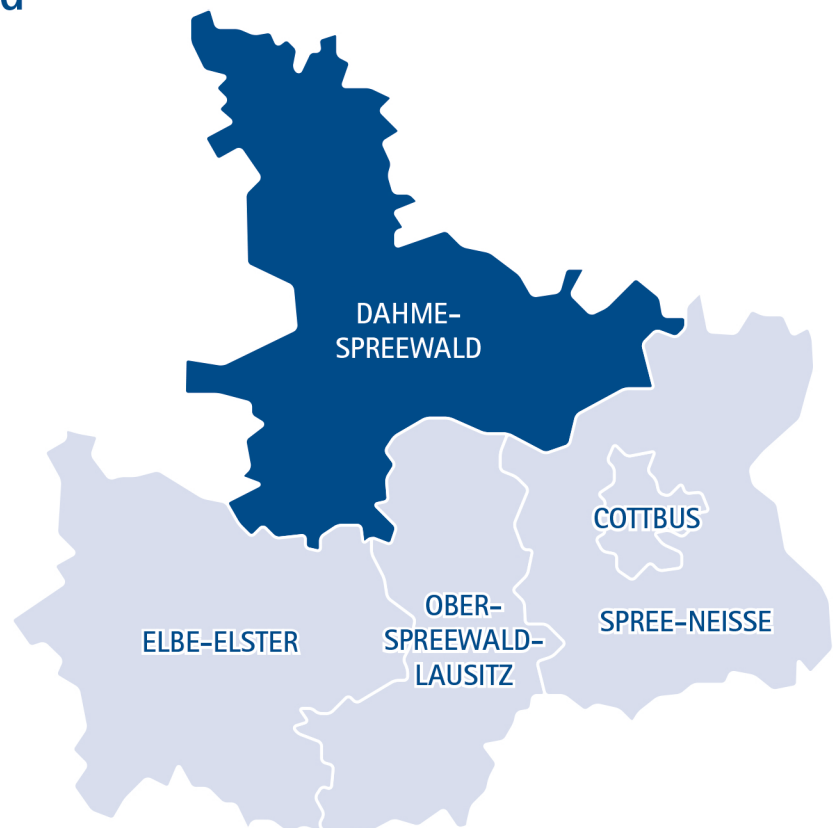 DAHME-
SPREEWALD
COTTBUS
OBER-
SPREEWALD-
LAUSITZ
SPREE-NEISSE
ELBE-ELSTER